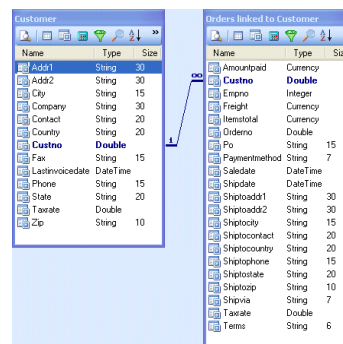 Customer
»
Name Type Size
Addr1 String 30
Addr2 String 30
City String 15
Company String 30
Contact String 20
Country String 20
Custno Double
Fax String 15
Lastinvoicedate DateTime
Phone String 15
State String 20
Taxrate Double
Zip String 10
1
∞
Orders linked to Customer
Name Type Size
Amountpaid Currency
Custno Double
Empno Integer
Freight Currency
Itemstotal Currency
Orderno Double
Po String 15
Paymentmethod String 7
Saledate DateTime
Shipdate DateTime
Shiptoaddr1 String 30
Shiptoaddr2 String 30
Shiptocity String 15
Shiptocontact String 20
Shiptocountry String 20
Shiptophone String 15
Shiptostate String 20
Shiptozip String 10
Shipvia String 7
Taxrate Double
Terms String 6